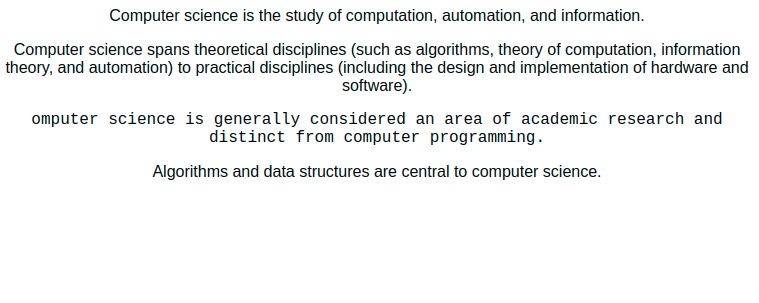 Computer science is the study of computation, automation, and information.
Computer science spans theoretical disciplines (such as algorithms, theory of computation, information
theory, and automation) to practical disciplines (including the design and implementation of hardware and
software).
omputer science is generally considered an area of academic research and
distinct from computer programming.
Algorithms and data structures are central to computer science.